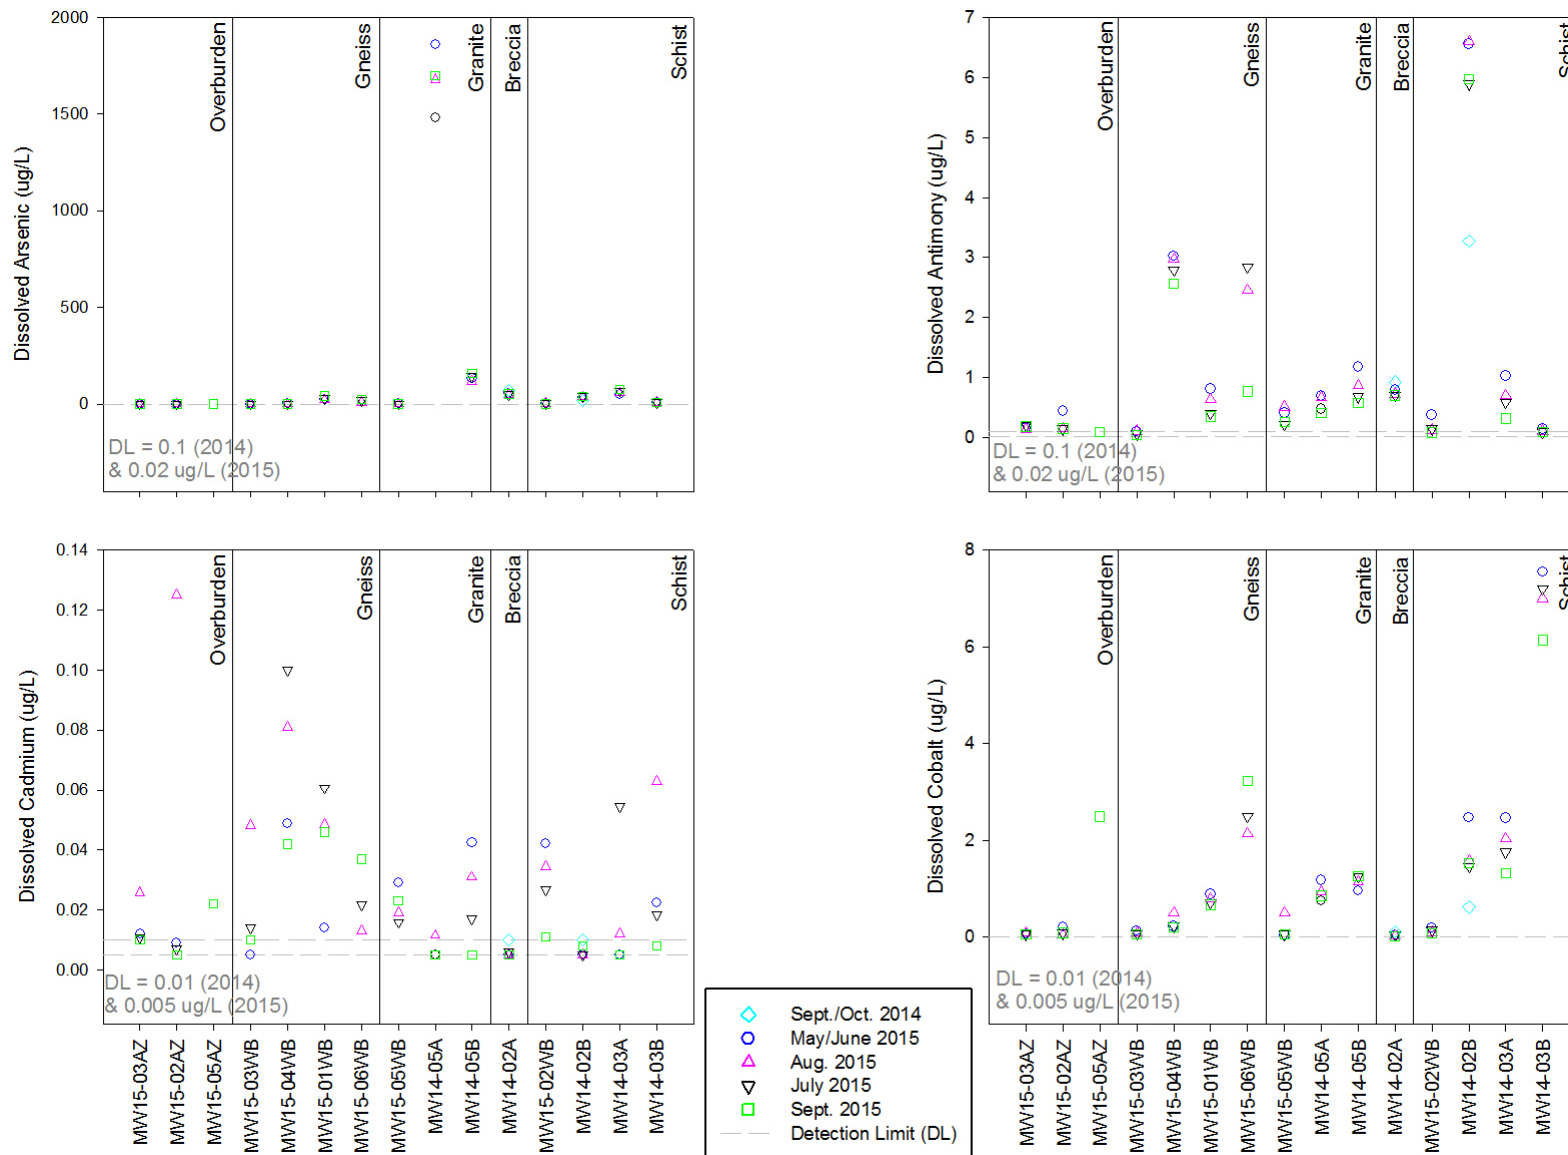 2000
1500
1000
500
0
Dissolved Arsenic (ug/L)
Overburden
Gneiss
Granite
Breccia
Schist
DL = 0.1 (2014)
& 0.02 ug/L (2015)
7
6
5
4
3
2
1
0
Dissolved Antimony (ug/L)
Overburden
Gneiss
Granite
Breccia
Schist
DL = 0.1 (2014)
& 0.02 ug/L (2015)
0.14
0.12
0.10
0.08
0.06
0.04
0.02
0.00
Dissolved Cadmium (ug/L)
Overburden
Gneiss
Granite
Breccia
Schist
DL = 0.01 (2014)
& 0.005 ug/L (2015)
MW15-03AZ
MW15-02AZ
MW15-05AZ
MW15-03WB
MW15-04WB
MW15-01WB
MW15-06WB
MW15-05WB
MW14-05A
MW14-05B
MW14-02A
MW15-02WB
MW14-02B
MW14-03A
MW14-03B
8
6
4
2
0
Dissolved Cobalt (ug/L)
Overburden
Gneiss
Granite
Breccia
Schist
DL = 0.01 (2014)
& 0.005 ug/L (2015)
MW15-03AZ
MW15-02AZ
MW15-05AZ
MW15-03WB
MW15-04WB
MW15-01WB
MW15-06WB
MW15-05WB
MW14-05A
MW14-05B
MW14-02A
MW15-02WB
MW14-02B
MW14-03A
MW14-03B
Sept./Oct. 2014
May/June 2015
Aug. 2015
July 2015
Sept. 2015
Detection Limit (DL)